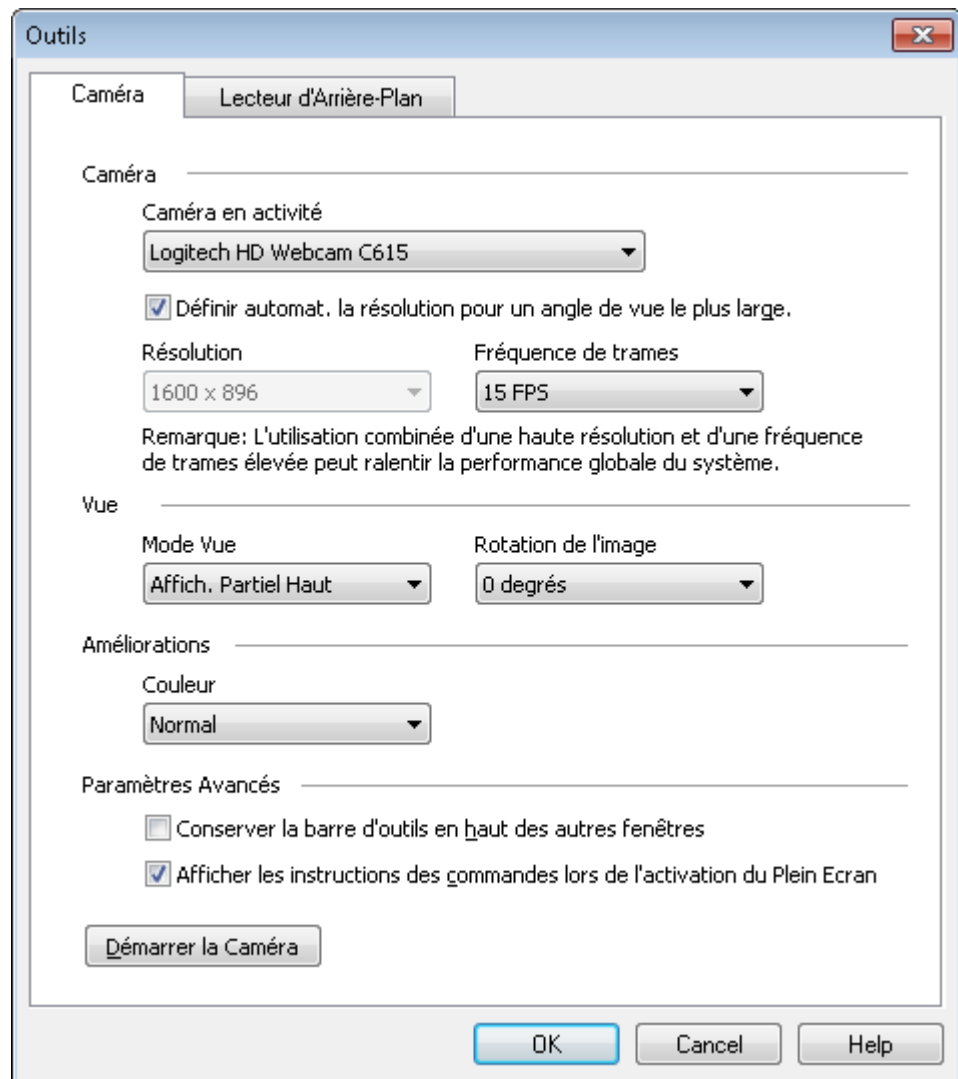 Outils
Caméra
Lecteur d'Arrière-Plan
Caméra
Caméra en activité
Logitech HD Webcam C615
Définir automat. la résolution pour un angle de vue le plus large.
Résolution
Fréquence de trames
1600 x 896
15 FPS
Remarque: L'utilisation combinée d'une haute résolution et d'une fréquence
de trames élevée peut ralentir la performance globale du système.
Vue
Mode Vue
Rotation de l'image
Affich. Partiel Haut
0 degrés
Améliorations
Couleur
Normal
Paramètres Avancés
Conserver la barre d'outils en haut des autres fenêtres
Afficher les instructions des commandes lors de l'activation du Plein Ecran
Démarrer la Caméra
OK
Cancel
Help